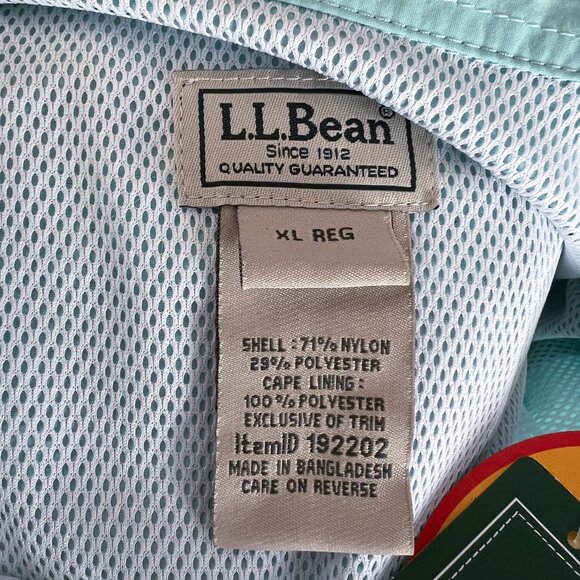 L.L.Bean®
Since 1912
QUALITY GUARANTEED
XL REG
SHELL : 71% NYLON
29% POLYESTER
CAPE LINING :
100% POLYESTER
EXCLUSIVE OF TRIM
ItemID 192202
MADE IN BANGLADESH
CARE ON REVERSE